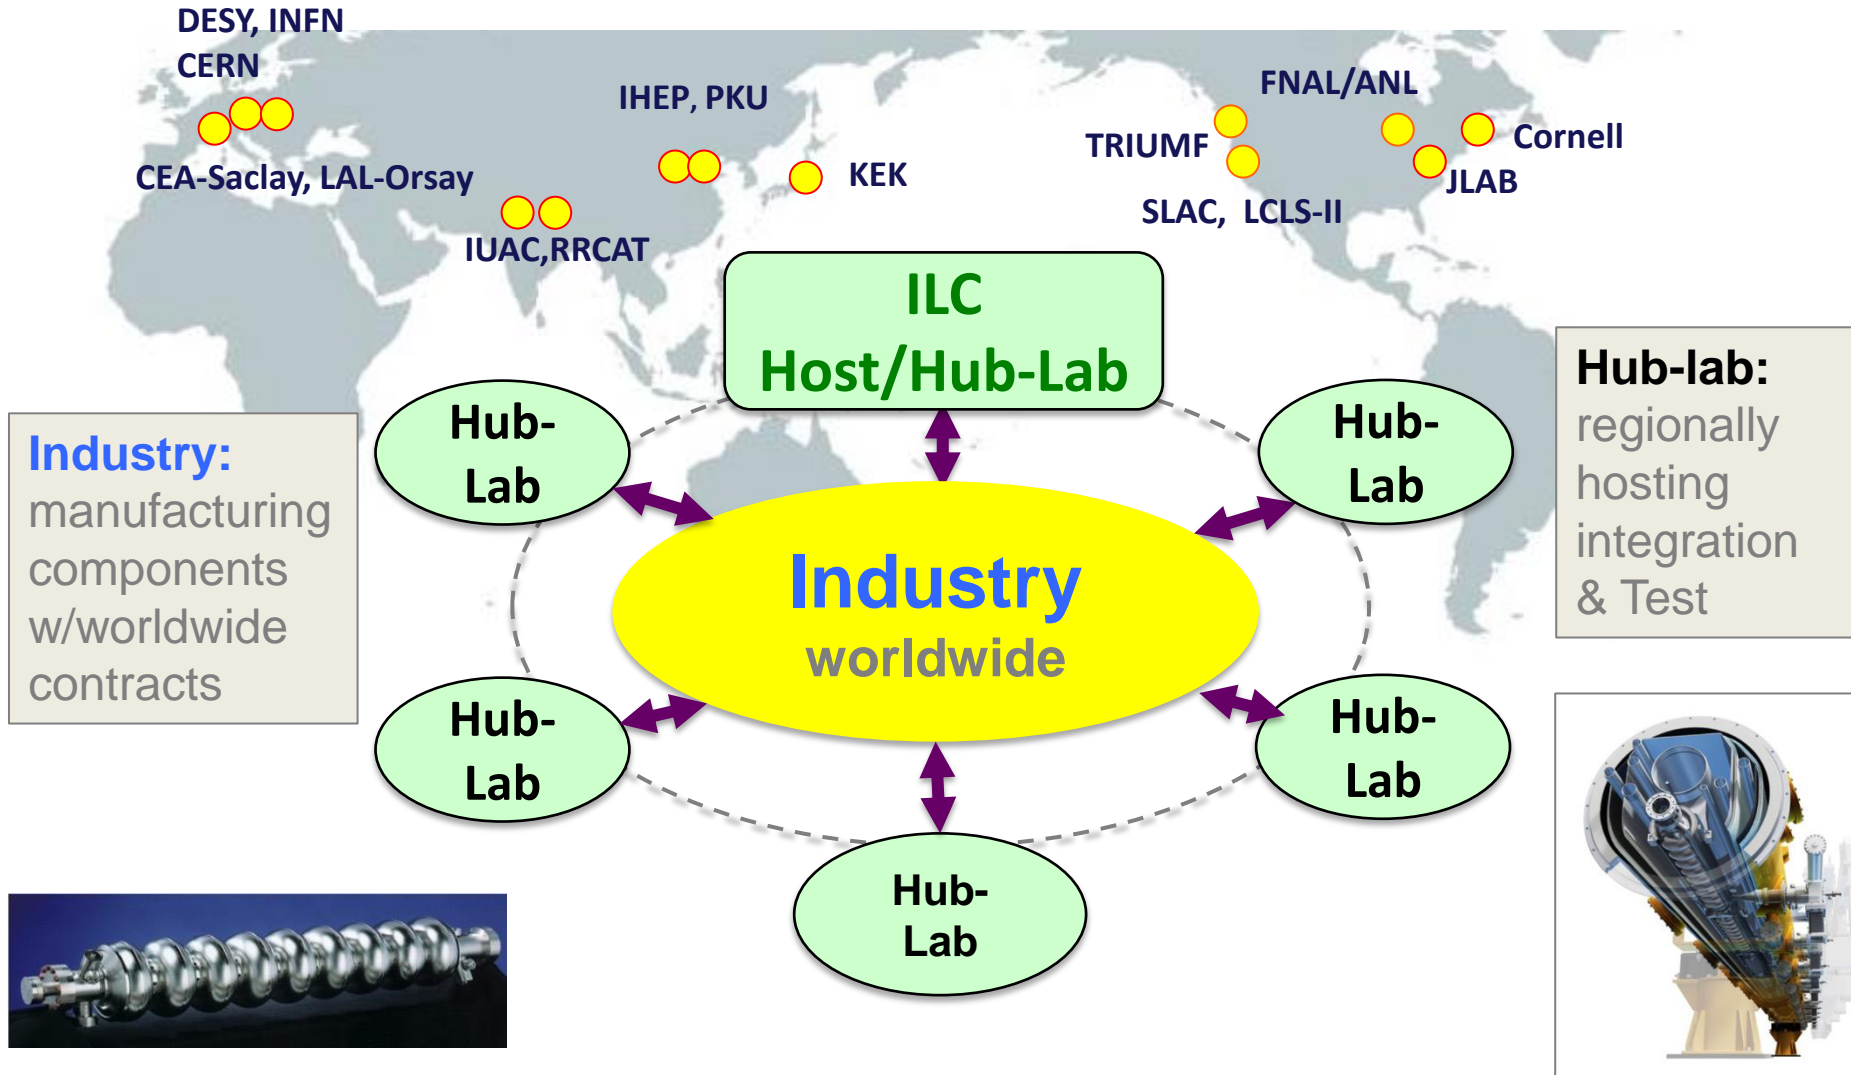 DESY, INFN
CERN
IHEP, PKU
FNAL/ANL
TRIUMF
Cornell
CEA-Saclay, LAL-Orsay
KEK
JLAB
SLAC,  LCLS-II
IUAC,RRCAT
ILC
Host/Hub-Lab
Hub-
Lab
Hub-
Lab
Industry:
manufacturing
components
w/worldwide
contracts
Hub-lab:
regionally
hosting
integration
& Test
Industry
worldwide
Hub-
Lab
Hub-
Lab
Hub-
Lab